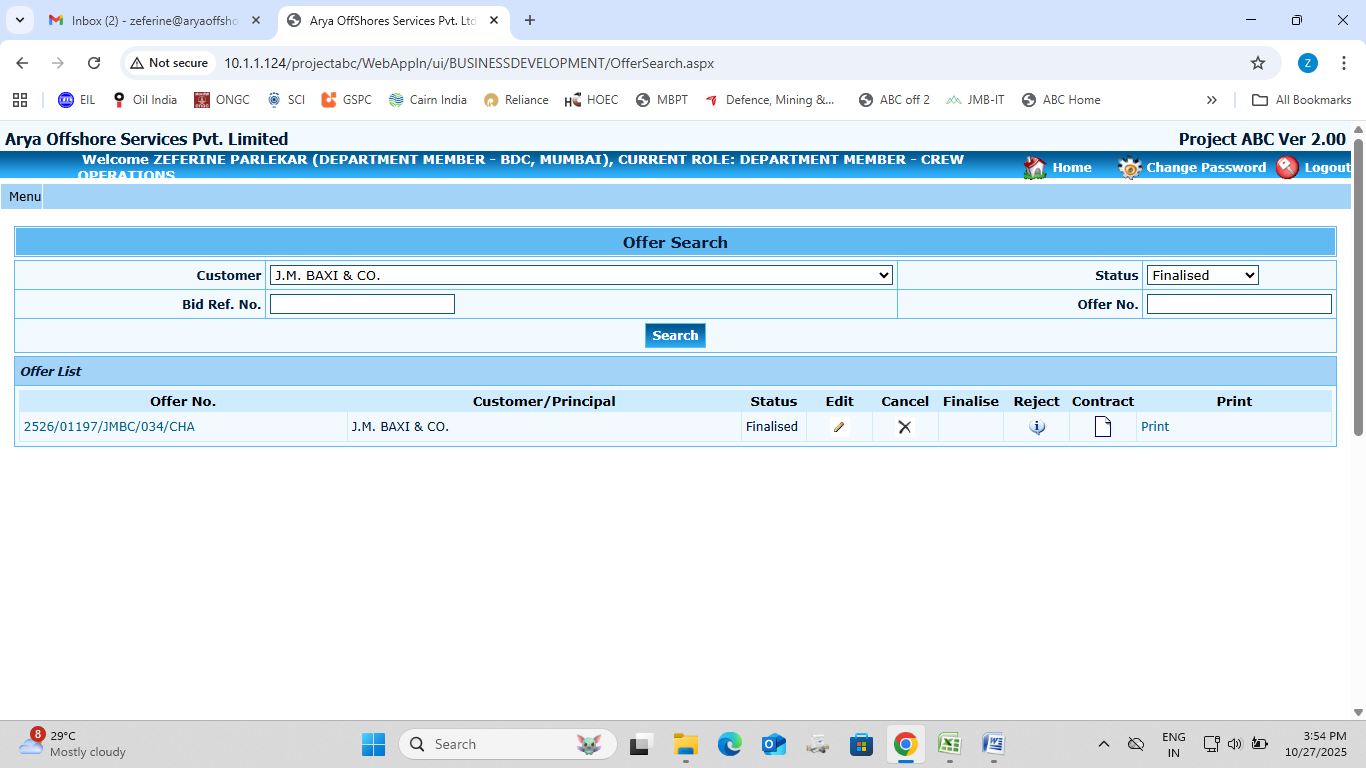 Inbox (2) - zeferine@aryaoffsho
Arya OffShores Services Pvt. Ltd
Not secure
10.1.1.124/projectabc/WebAppIn/ui/BUSINESSDEVELOPMENT/OfferSearch.aspx
Z
EIL
Oil India
ONGC
SCI
GSPC
Cairn India
Reliance
HOEC
MBPT
Defence, Mining &...
ABC off 2
JMB-IT
ABC Home
All Bookmarks
Arya Offshore Services Pvt. Limited
Project ABC Ver 2.00
Welcome ZEFERINE PARLEKAR (DEPARTMENT MEMBER - BDC, MUMBAI), CURRENT ROLE: DEPARTMENT MEMBER - CREW
OPERATIONS
Home
Change Password
Logout
Menu
Offer Search
Customer J.M. BAXI & CO. Status Finalised
Bid Ref. No. Offer No.
Search
Offer List
Offer No. Customer/Principal Status Edit Cancel Finalise Reject Contract Print
2526/01197/JMBC/034/CHA J.M. BAXI & CO. Finalised Print
8
29°C
Mostly cloudy
Search
ENG
IN
3:54 PM
10/27/2025